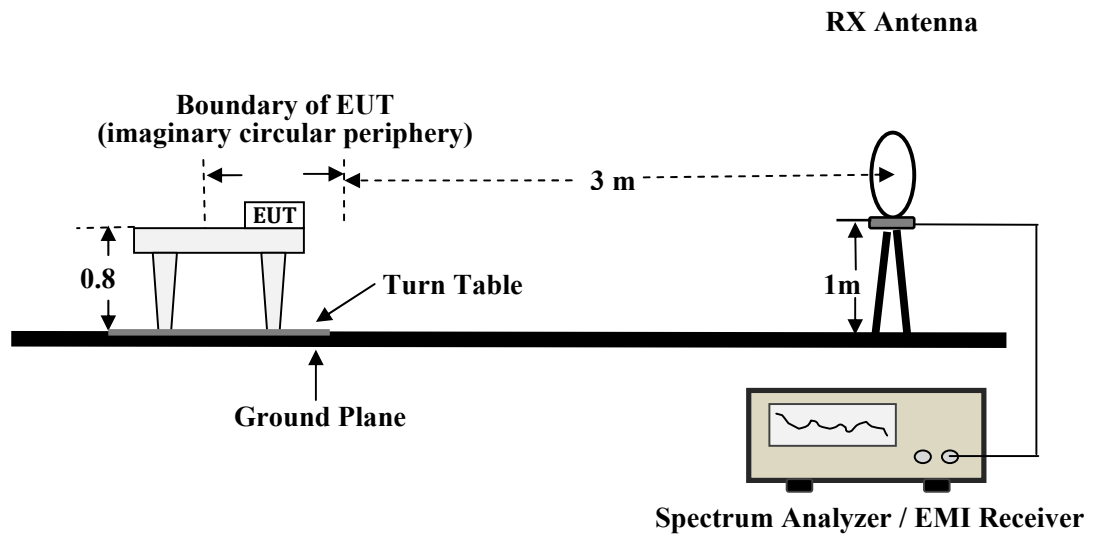 RX Antenna
Boundary of EUT
(imaginary circular periphery)
3 m
EUT
0.8
Turn Table
1m
Ground Plane
Spectrum Analyzer / EMI Receiver